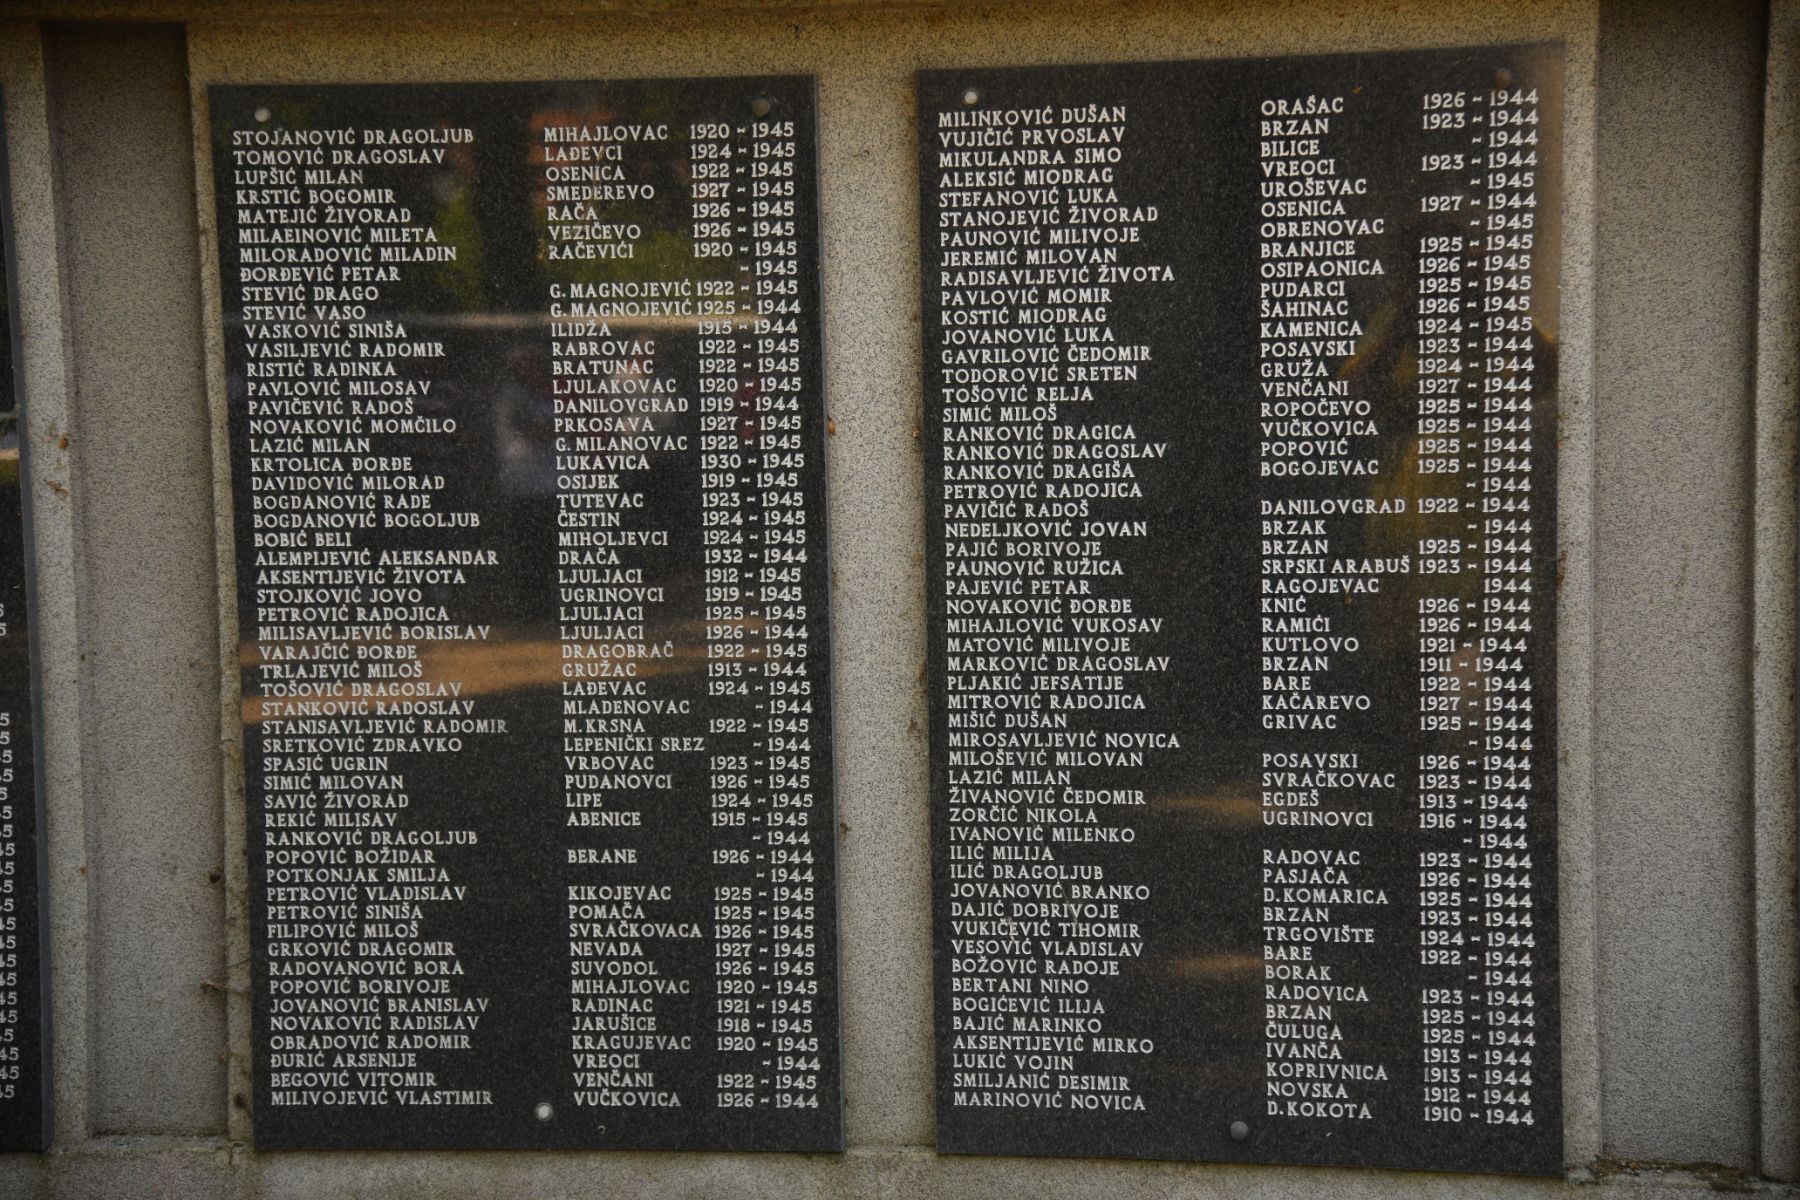 STOJANOVIĆ DRAGOLJUB MIHAJLOVAC 1920 - 1945
TOMOVIĆ DRAGOSLAV LAĐEVCI 1924 - 1945
LUPŠIĆ MILAN OSENICA 1922 - 1945
KRSTIĆ BOGOMIR SMEDEREVO 1927 - 1945
MATEJIĆ ŽIVORAD RAČA 1926 - 1945
MILAEINOVIĆ MILETA VEZIČEVO 1926 - 1945
MILORADOVIĆ MILADIN RAČEVIĆI 1920 - 1945
ĐORĐEVIĆ PETAR - 1945
STEVIĆ DRAGO G. MAGNOJEVIĆ 1922 - 1945
STEVIĆ VASO G. MAGNOJEVIĆ 1925 - 1944
VASKOVIĆ SINIŠA ILIDŽA 1915 - 1944
VASILJEVIĆ RADOMIR RABROVAC 1922 - 1945
RISTIĆ RADINKA BRATUNAC 1922 - 1945
PAVLOVIĆ MILOSAV LJULAKOVAC 1920 - 1945
PAVIČEVIĆ RADOŠ DANILOVGRAD 1919 - 1944
NOVAKOVIĆ MOMČILO PRKOSAVA 1927 - 1945
LAZIĆ MILAN G. MILANOVAC 1922 - 1945
KRTOLICA ĐORĐE LUKAVICA 1930 - 1945
DAVIDOVIĆ MILORAD OSIJEK 1919 - 1945
BOGDANOVIĆ RADE TUTEVAC 1923 - 1945
BOGDANOVIĆ BOGOLJUB ČESTIN 1924 - 1945
BOBIĆ BELI MIHOLJEVCI 1924 - 1945
ALEMPIJEVIĆ ALEKSANDAR DRAČA 1932 - 1944
AKSENTIJEVIĆ ŽIVOTA LJULJACI 1912 - 1945
STOJKOVIĆ JOVO UGRINOVCI 1919 - 1945
PETROVIĆ RADOJICA LJULJACI 1925 - 1945
MILISAVLJEVIĆ BORISLAV LJULJACI 1926 - 1944
VARAJČIĆ ĐORĐE DRAGOBRAČ 1922 - 1945
TRLAJEVIĆ MILOŠ GRUŽAC 1913 - 1944
TOŠOVIĆ DRAGOSLAV LAĐEVAC 1924 - 1945
STANKOVIĆ RADOSLAV MLADENOVAC - 1944
STANISAVLJEVIĆ RADOMIR M. KRSNA 1922 - 1945
SRETKOVIĆ ZDRAVKO LEPENIČKI SREZ - 1944
SPASIĆ UGRIN VRBOVAC 1923 - 1945
SIMIĆ MILOVAN PUDANOVCI 1926 - 1945
SAVIĆ ŽIVORAD LIPE 1924 - 1945
REKIĆ MILISAV ABENICE 1915 - 1945
RANKOVIĆ DRAGOLJUB - 1944
POPOVIĆ BOŽIDAR BERANE 1926 - 1944
POTKONJAK SMILJA - 1944
PETROVIĆ VLADISLAV KIKOJEVAC 1925 - 1945
PETROVIĆ SINIŠA POMAČA 1925 - 1945
FILIPOVIĆ MILOŠ SVRAČKOVACA 1926 - 1945
GRKOVIĆ DRAGOMIR NEVADA 1927 - 1945
RADOVANOVIĆ BORA SUVODOL 1926 - 1945
POPOVIĆ BORIVOJE MIHAJLOVAC 1920 - 1945
JOVANOVIĆ BRANISLAV RADINAC 1921 - 1945
NOVAKOVIĆ RADISLAV JARUŠICE 1918 - 1945
OBRADOVIĆ RADOMIR KRAGUJEVAC 1920 - 1945
ĐURIĆ ARSENIJE VREOCI - 1944
BEGOVIĆ VITOMIR VENČANI 1922 - 1945
MILIVOJEVIĆ VLASTIMIR VUČKOVICA 1926 - 1944
MILINKOVIĆ DUŠAN ORAŠAC 1926 - 1944
VUJIČIĆ PRVOSLAV BRZAN 1923 - 1944
MIKULANDRA SIMO BILICE - 1944
ALEKSIĆ MIODRAG VREOCI 1923 - 1944
STEFANOVIĆ LUKA UROŠEVAC - 1945
STANOJEVIĆ ŽIVORAD OSENICA 1927 - 1944
PAUNOVIĆ MILIVOJE OBRENOVAC - 1945
JEREMIĆ MILOVAN BRANJICE 1925 - 1945
RADISAVLJEVIĆ ŽIVOTA OSIPAONICA 1926 - 1945
PAVLOVIĆ MOMIR PUDARCI 1925 - 1945
KOSTIĆ MIODRAG ŠAHINAC 1926 - 1945
JOVANOVIĆ LUKA KAMENICA 1924 - 1945
GAVRILOVIĆ ČEDOMIR POSAVSKI 1923 - 1944
TODOROVIĆ SRETEN GRUŽA 1924 - 1944
TOŠOVIĆ RELJA VENČANI 1927 - 1944
SIMIĆ MILOŠ ROPOČEVO 1925 - 1944
RANKOVIĆ DRAGICA VUČKOVICA 1925 - 1944
RANKOVIĆ DRAGOSLAV POPOVIĆ 1925 - 1944
RANKOVIĆ DRAGIŠA BOGOJEVAC 1925 - 1944
PETROVIĆ RADOJICA - 1944
PAVIČIĆ RADOŠ DANILOVGRAD 1922 - 1944
NEDELJKOVIĆ JOVAN BRZAK - 1944
PAJIĆ BORIVOJE BRZAN 1925 - 1944
PAUNOVIĆ RUŽICA SRPSKI ARABUŠ 1923 - 1944
PAJEVIĆ PETAR RAGOJEVAC 1944
NOVAKOVIĆ ĐORĐE KNIĆ 1926 - 1944
MIHAJLOVIĆ VUKOSAV RAMIĆI 1926 - 1944
MATOVIĆ MILIVOJE KUTLOVO 1921 - 1944
MARKOVIĆ DRAGOSLAV BRZAN 1911 - 1944
PLJAKIĆ JEFSATIJE BARE 1922 - 1944
MITROVIĆ RADOJICA KAČAREVO 1927 - 1944
MIŠIĆ DUŠAN GRIVAC 1925 - 1944
MIROSAVLJEVIĆ NOVICA - 1944
MILOŠEVIĆ MILOVAN POSAVSKI 1926 - 1944
LAZIĆ MILAN SVRAČKOVAC 1923 - 1944
ŽIVANOVIĆ ČEDOMIR EGDEŠ 1913 - 1944
ZORČIĆ NIKOLA UGRINOVCI 1916 - 1944
IVANOVIĆ MILENKO - 1944
ILIĆ MILIJA RADOVAC 1923 - 1944
ILIĆ DRAGOLJUB PASJAČA 1926 - 1944
JOVANOVIĆ BRANKO D. KOMARICA 1925 - 1944
DAJIĆ DOBRIVOJE BRZAN 1923 - 1944
VUKIČEVIĆ TIHOMIR TRGOVIŠTE 1924 - 1944
VESOVIĆ VLADISLAV BARE 1922 - 1944
BOŽOVIĆ RADOJE BORAK - 1944
BERTANI NINO RADOVICA 1923 - 1944
BOGIĆEVIĆ ILIJA BRZAN 1925 - 1944
BAJIĆ MARINKO ČULUGA 1925 - 1944
AKSENTIJEVIĆ MIRKO IVANČA 1913 - 1944
LUKIĆ VOJIN KOPRIVNICA 1913 - 1944
SMILJANIĆ DESIMIR NOVSKA 1912 - 1944
MARINOVIĆ NOVICA D. KOKOTA 1910 - 1944